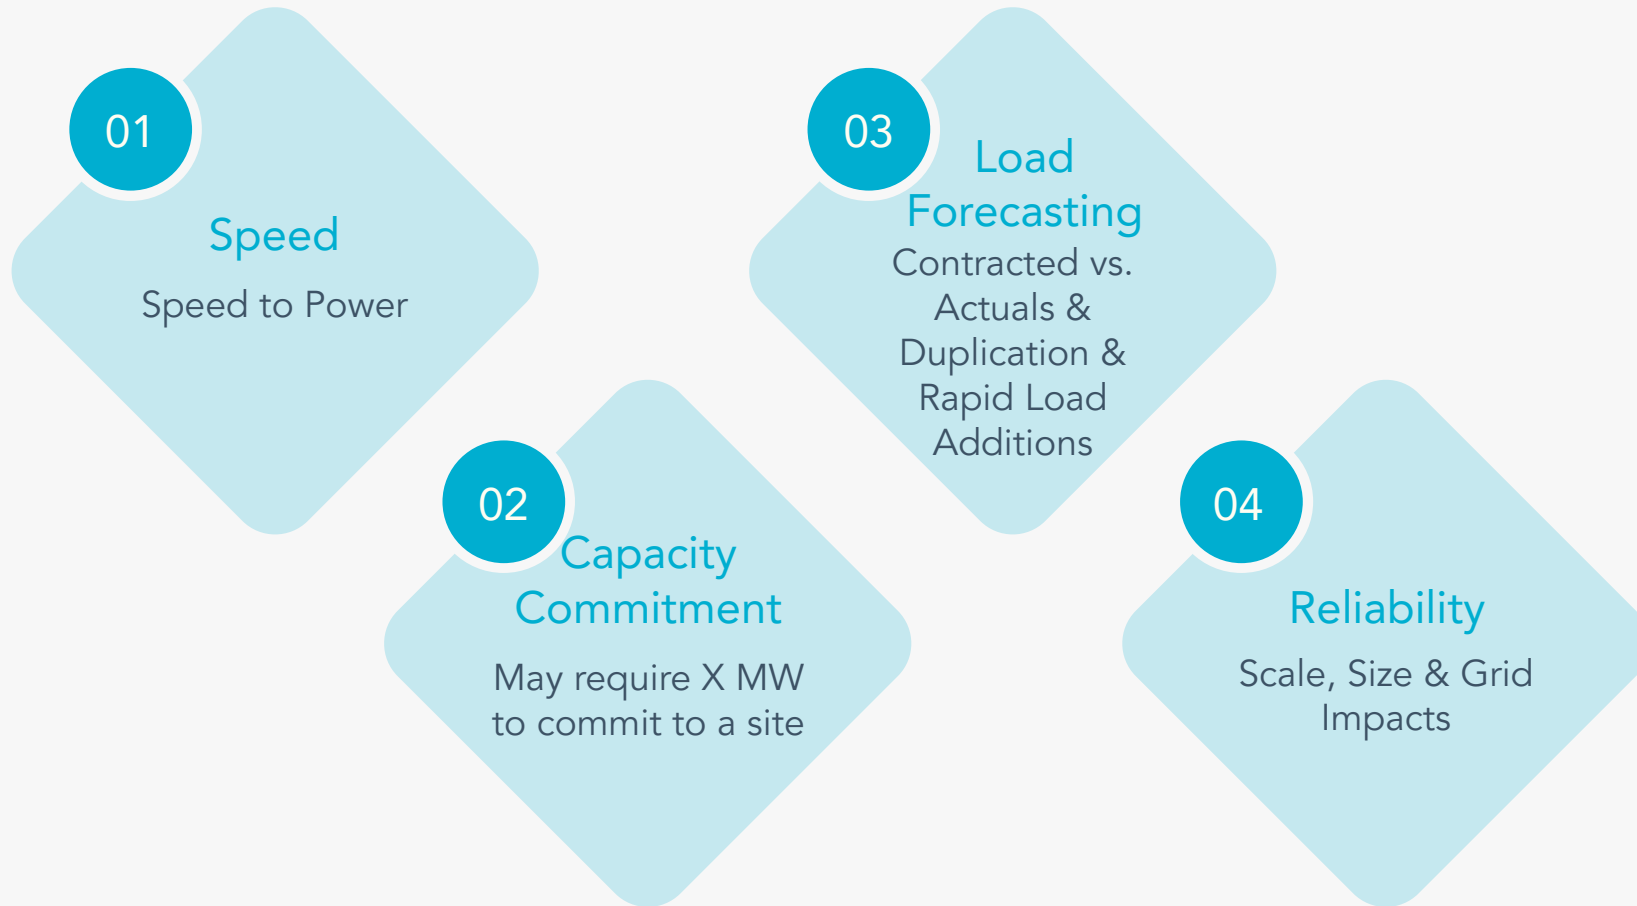 01
Speed
Speed to Power
02
Capacity
Commitment
May require X MW
to commit to a site
03
Load
Forecasting
Contracted vs.
Actuals &
Duplication &
Rapid Load
Additions
04
Reliability
Scale, Size & Grid
Impacts